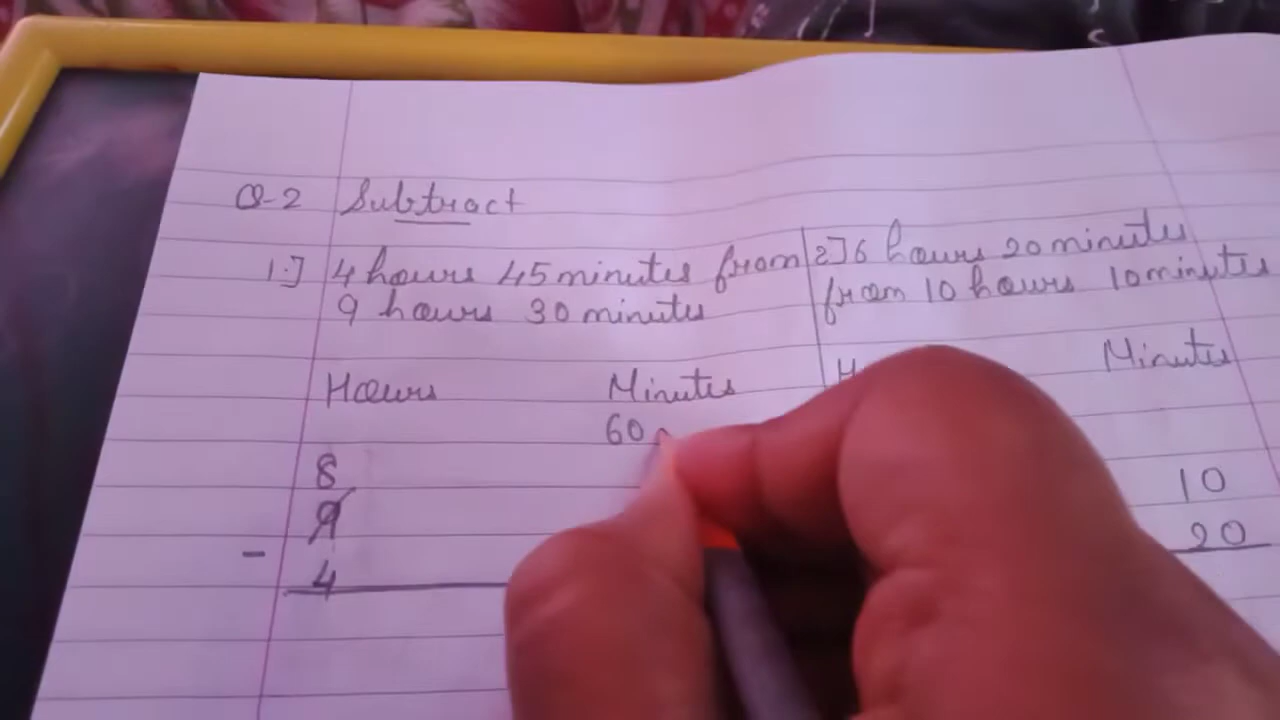 Q-2 Subtract
1.] 4 hours 45 minutes from
9 hours 30 minutes
Hours Minutes
60
8
9
- 4
2] 6 hours 20 minutes
from 10 hours 10 minutes
H Minutes
10
20